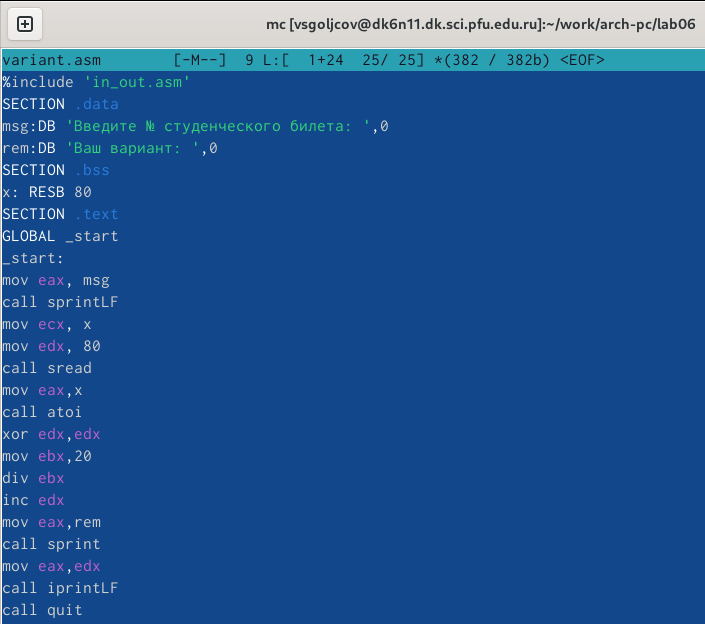 mc [vsgoljcov@dk6n11.dk.sci.pfu.edu.ru]:~/work/arch-pc/lab06
variant.asm        [-M--]  9 L:[  1+24  25/ 25] *(382 / 382b) <EOF>
%include 'in_out.asm'
SECTION .data
msg:DB 'Введите № студенческого билета: ',0
rem:DB 'Ваш вариант: ',0
SECTION .bss
x: RESB 80
SECTION .text
GLOBAL _start
_start:
mov eax, msg
call sprintLF
mov ecx, x
mov edx, 80
call sread
mov eax,x
call atoi
xor edx,edx
mov ebx,20
div ebx
inc edx
mov eax,rem
call sprint
mov eax,edx
call iprintLF
call quit